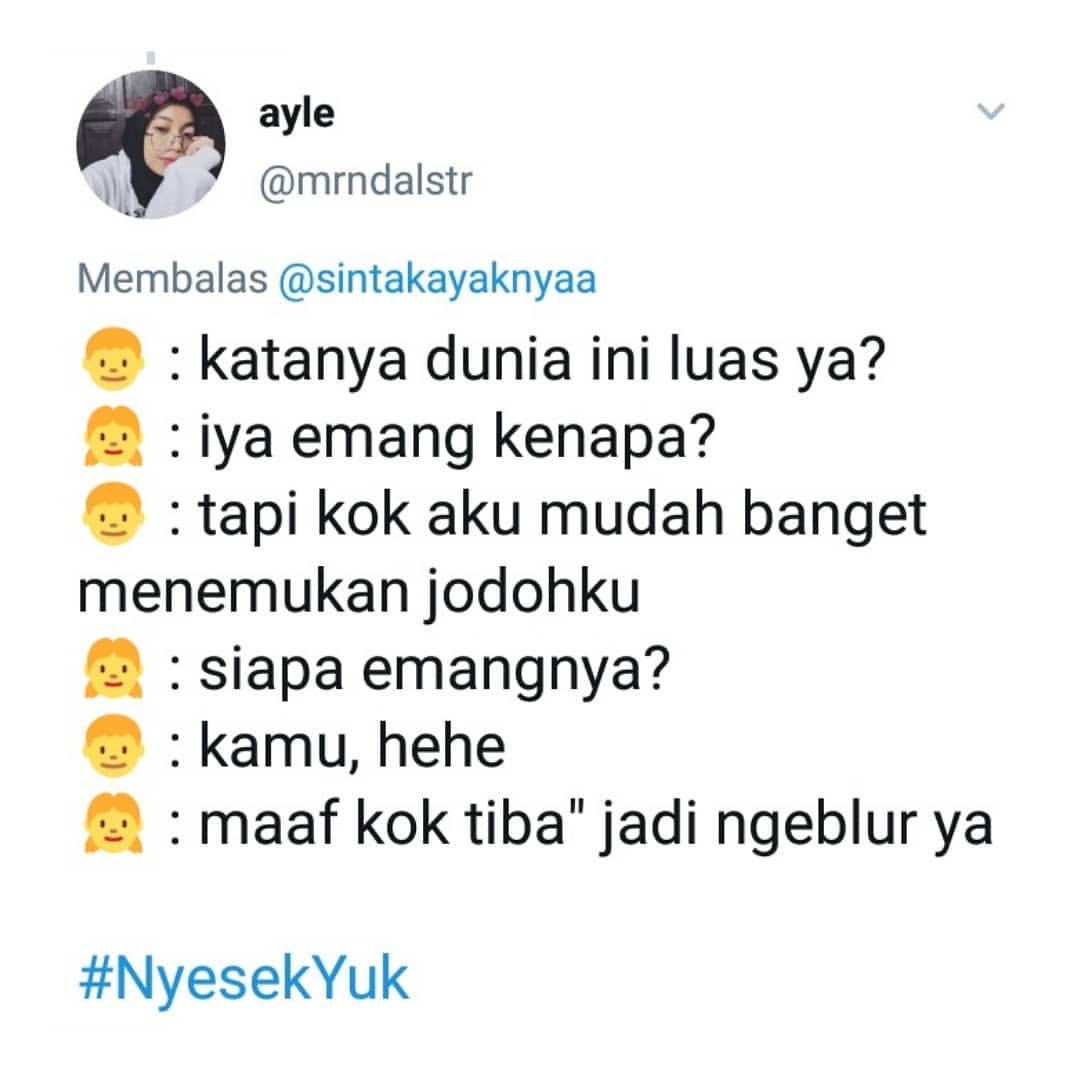 ayle
@mrndalstr
Membalas @sintakayaknyaa
👦 : katanya dunia ini luas ya?
👧 : iya emang kenapa?
👦 : tapi kok aku mudah banget
menemukan jodohku
👧 : siapa emangnya?
👦 : kamu, hehe
👧 : maaf kok tiba" jadi ngeblur ya
#NyesekYuk